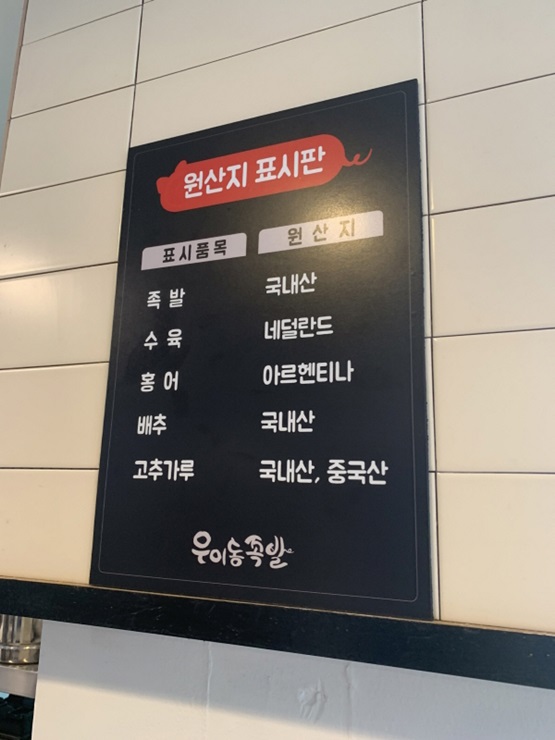 원산지 표시판
표시품목 원산지
족발 국내산
수육 네덜란드
홍어 아르헨티나
배추 국내산
고추가루 국내산, 중국산
우이동족발